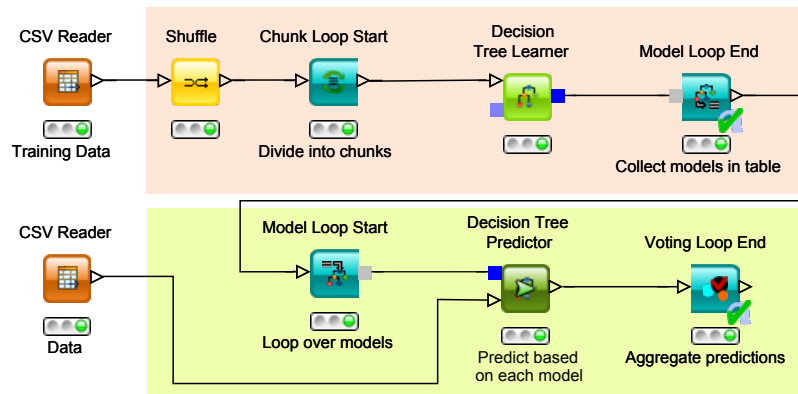 CSV Reader
Shuffle
Chunk Loop Start
Decision
Tree Learner
Model Loop End
Training Data
Divide into chunks
Collect models in table
CSV Reader
Model Loop Start
Decision Tree
Predictor
Voting Loop End
Data
Loop over models
Predict based
on each model
Aggregate predictions